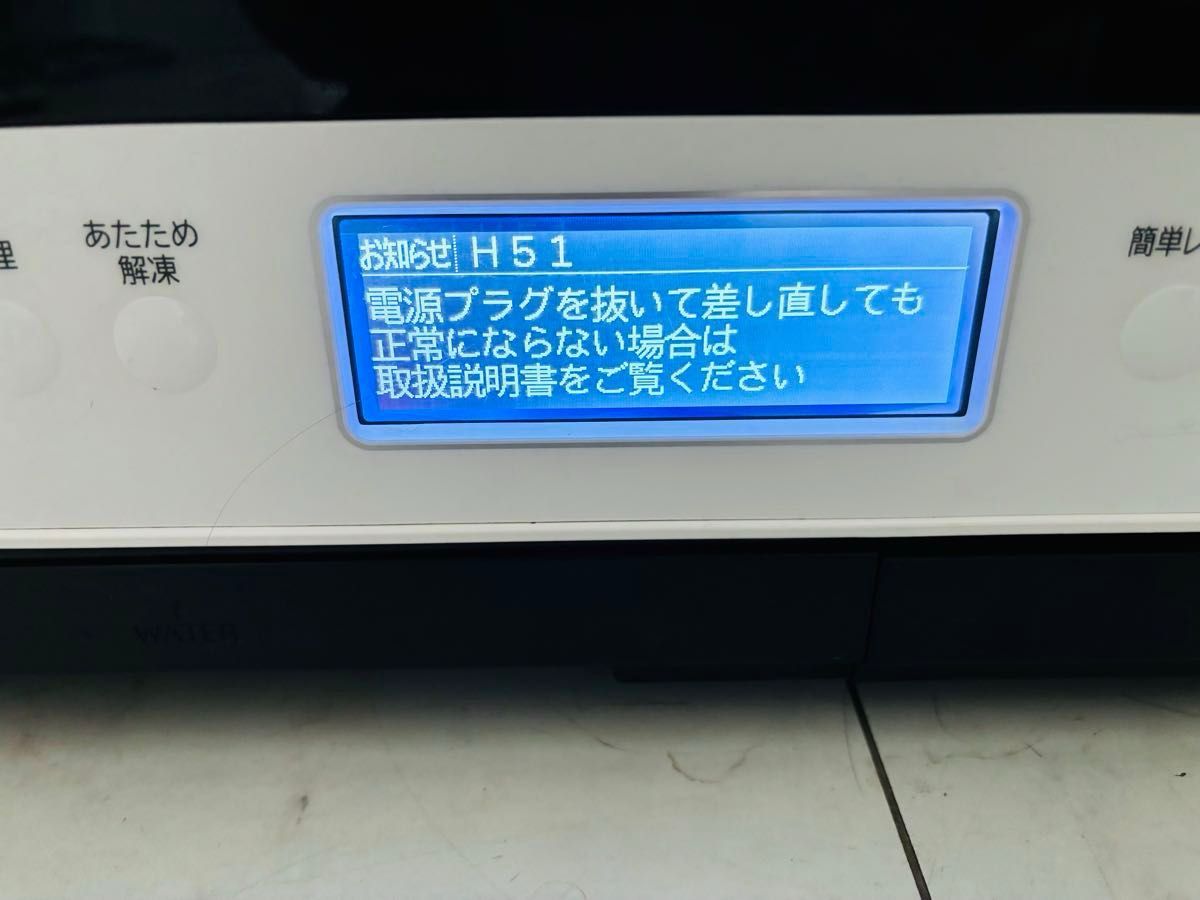 理
あたため
解凍
お知らせ H51
電源プラグを抜いて差し直しても
正常にならない場合は
取扱説明書をご覧ください
簡単レ
WATER